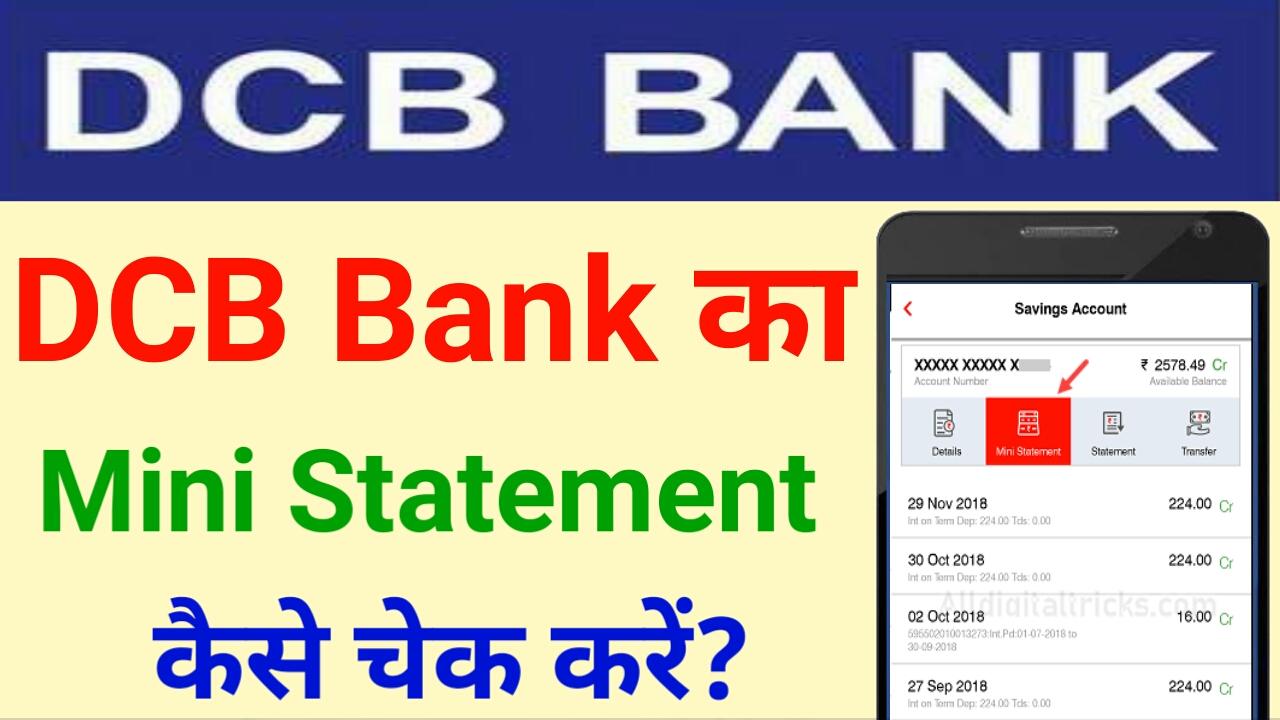 DCB BANK
DCB Bank का
Mini Statement
कैसे चेक करें?
Savings Account
XXXXX XXXXX X
₹ 2578.49 Cr
Account Number
Available Balance
Details
Mini Statement
Statement
Transfer
29 Nov 2018
224.00 Cr
Int on Term Dep: 224.00 Tds: 0.00
30 Oct 2018
224.00 Cr
Int on Term Dep: 224.00 Tds: 0.00
Alldigitaltricks.com
02 Oct 2018
16.00 Cr
595502010013273:Int.Pd:01-07-2018 to
30-09-2018
27 Sep 2018
224.00 Cr
Int on Term Dep: 224.00 Tds: 0.00